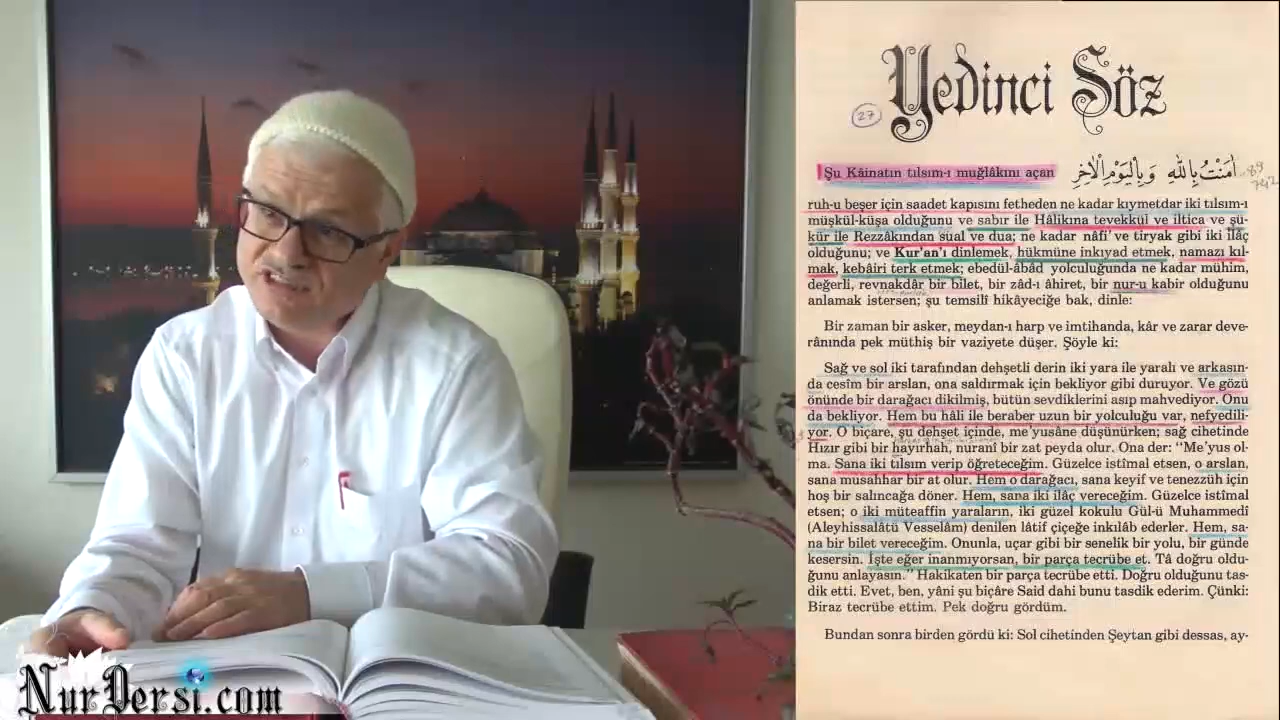 Yedinci Söz
27
Şu Kâinatın tılsım-ı muğlâkını açan
اٰمَنْتُ بِاللّٰهِ وَبِالْيَوْمِ الْاٰخِرِ
ruh-u beşer için saadet kapısını fetheden ne kadar kıymetdar iki tılsım-ı
müşkül-küşa olduğunu ve sabır ile Hâlikına tevekkül ve iltica ve şü-
kür ile Rezzâkından sual ve dua; ne kadar nâfi' ve tiryak gibi iki ilâç
olduğunu; ve Kur'an'ı dinlemek, hükmüne inkıyad etmek, namazı kıl-
mak, kebâiri terk etmek; ebedül-âbâd yolculuğunda ne kadar mühim,
değerli, revnakdâr bir bilet, bir zâd-ı âhiret, bir nur-u kabir olduğunu
anlamak istersen; şu temsilî hikâyeciğe bak, dinle:
Bir zaman bir asker, meydan-ı harp ve imtihanda, kâr ve zarar deve-
rânında pek müthiş bir vaziyete düşer. Şöyle ki:
Sağ ve sol iki tarafından dehşetli derin iki yara ile yaralı ve arkasın-
da cesîm bir arslan, ona saldırmak için bekliyor gibi duruyor. Ve gözü
önünde bir darağacı dikilmiş, bütün sevdiklerini asıp mahvediyor. Onu
da bekliyor. Hem bu hâli ile beraber uzun bir yolculuğu var, nefyedili-
yor. O biçare, şu dehşet içinde, me'yusâne düşünürken; sağ cihetinde
Hızır gibi bir hayırhah, nuranî bir zat peyda olur. Ona der: "Me'yus ol-
ma. Sana iki tılsım verip öğreteceğim. Güzelce istîmal etsen, o arslan,
sana musahhar bir at olur. Hem o darağacı, sana keyif ve tenezzüh için
hoş bir salıncağa döner. Hem, sana iki ilâç vereceğim. Güzelce istîmal
etsen; o iki müteaffin yaraların, iki güzel kokulu Gül-ü Muhammedî
(Aleyhissalâtü Vesselâm) denilen lâtif çiçeğe inkılâb ederler. Hem, sa-
na bir bilet vereceğim. Onunla, uçar gibi bir senelik bir yolu, bir günde
kesersin. İşte eğer inanmıyorsan, bir parça tecrübe et. Tâ doğru oldu-
ğunu anlayasın." Hakikaten bir parça tecrübe etti. Doğru olduğunu tas-
dik etti. Evet, ben, yâni şu biçâre Said dahi bunu tasdik ederim. Çünki:
Biraz tecrübe ettim. Pek doğru gördüm.
Bundan sonra birden gördü ki: Sol cihetinden Şeytan gibi dessas, ay-
NurDersi.com